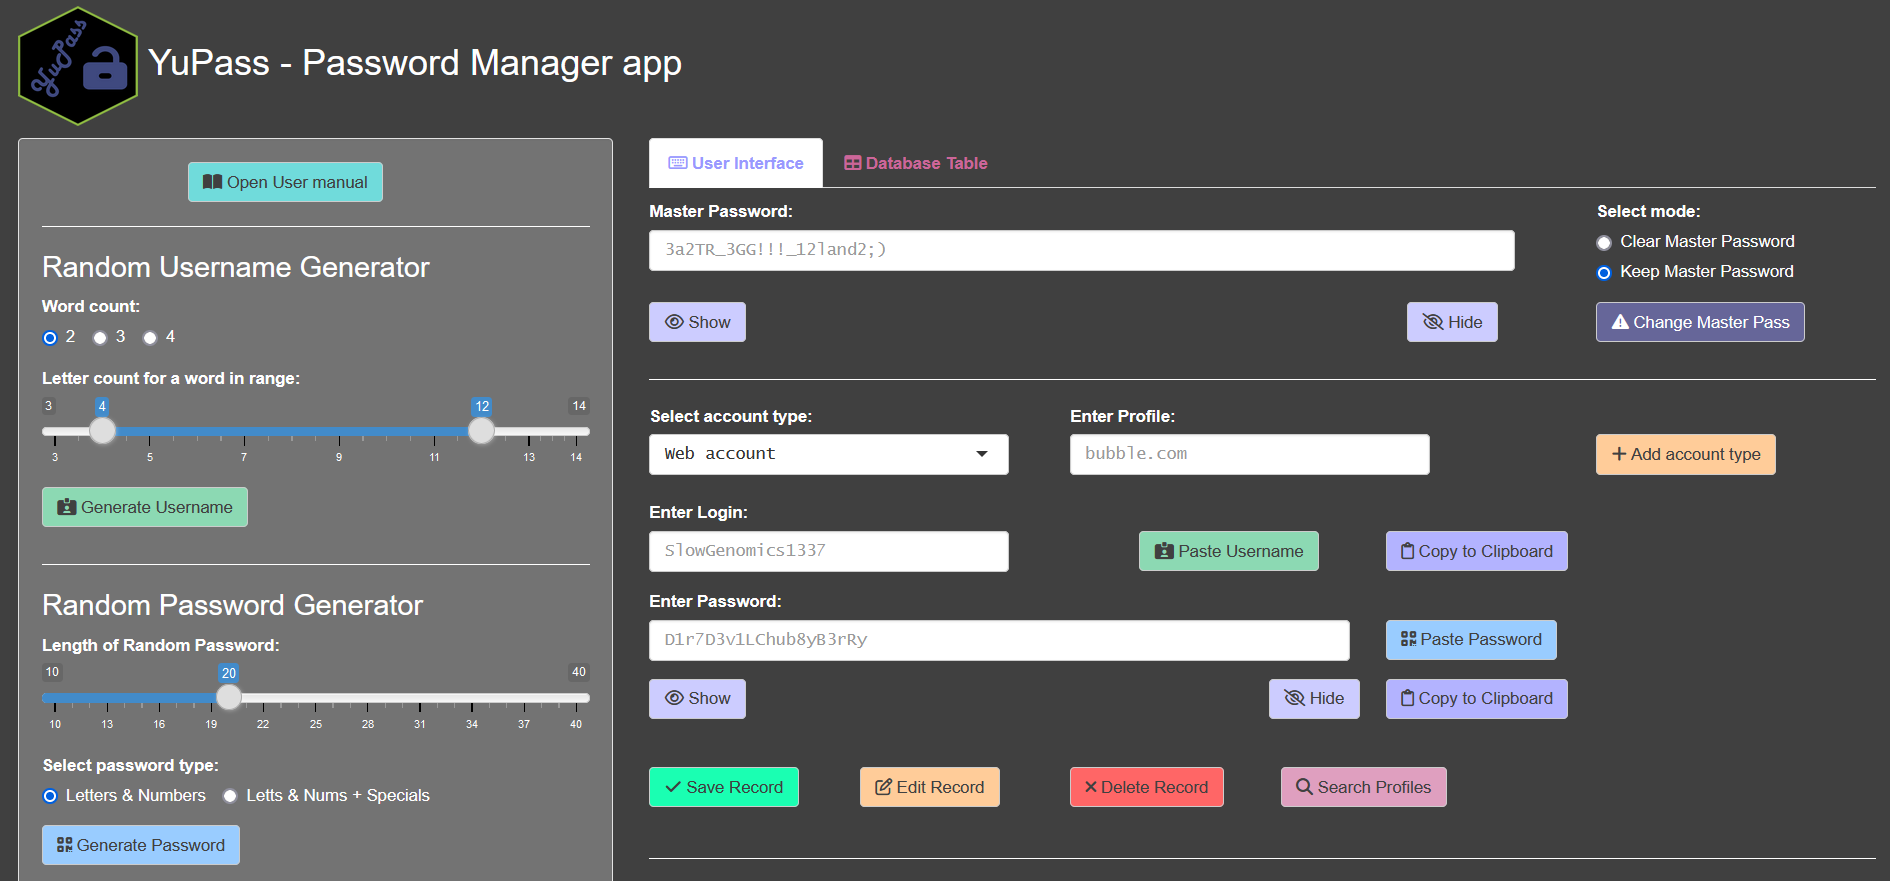 YuPass
YuPass - Password Manager app
Open User manual
Random Username Generator
Word count:
2 3 4
Letter count for a word in range:
3 4 12 14
3 5 7 9 11 13 14
Generate Username
Random Password Generator
Length of Random Password:
10 20 40
10 13 16 19 22 25 28 31 34 37 40
Select password type:
Letters & Numbers Letts & Nums + Specials
Generate Password
User Interface Database Table
Master Password:
3a2TR_3GG!!!_12land2;)
Show Hide
Select mode:
Clear Master Password
Keep Master Password
Change Master Pass
Select account type: Enter Profile:
Web account bubble.com Add account type
Enter Login:
SlowGenomics1337 Paste Username Copy to Clipboard
Enter Password:
D1r7D3v1LChub8yB3rRy Paste Password
Show Hide Copy to Clipboard
Save Record Edit Record Delete Record Search Profiles